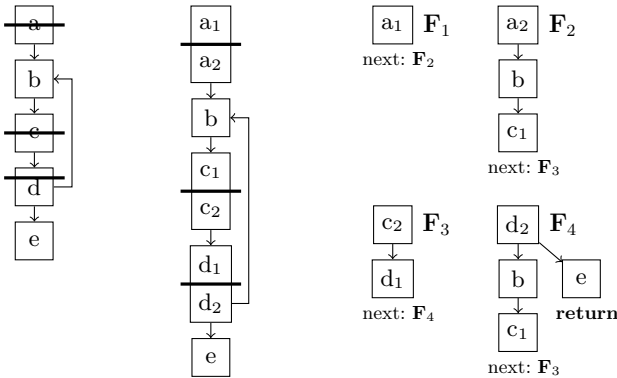 a
b
c
d
e
a₁
a₂
b
c₁
c₂
d₁
d₂
e
a₁ F₁
next: F₂
a₂ F₂
b
c₁
next: F₃
c₂ F₃
d₁
next: F₄
d₂ F₄
b e
return
c₁
next: F₃